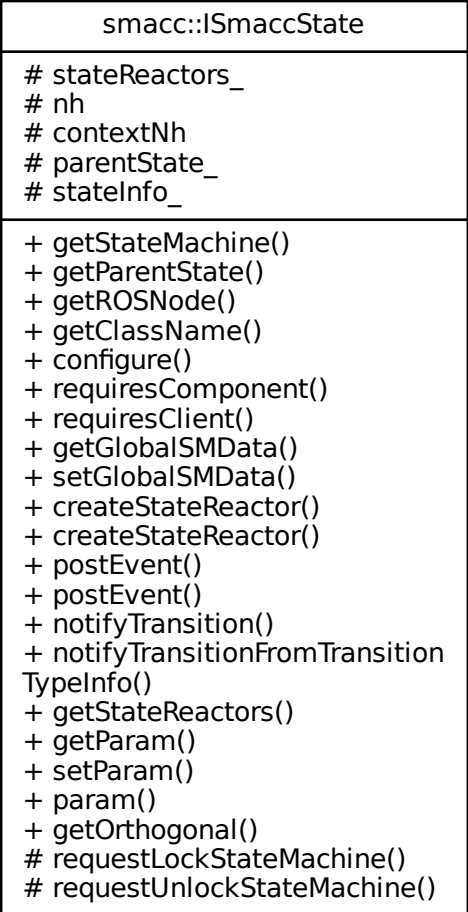 smacc::ISmaccState
# stateReactors_
# nh
# contextNh
# parentState_
# stateInfo_
+ getStateMachine()
+ getParentState()
+ getROSNode()
+ getClassName()
+ configure()
+ requiresComponent()
+ requiresClient()
+ getGlobalSMData()
+ setGlobalSMData()
+ createStateReactor()
+ createStateReactor()
+ postEvent()
+ postEvent()
+ notifyTransition()
+ notifyTransitionFromTransition
TypeInfo()
+ getStateReactors()
+ getParam()
+ setParam()
+ param()
+ getOrthogonal()
# requestLockStateMachine()
# requestUnlockStateMachine()